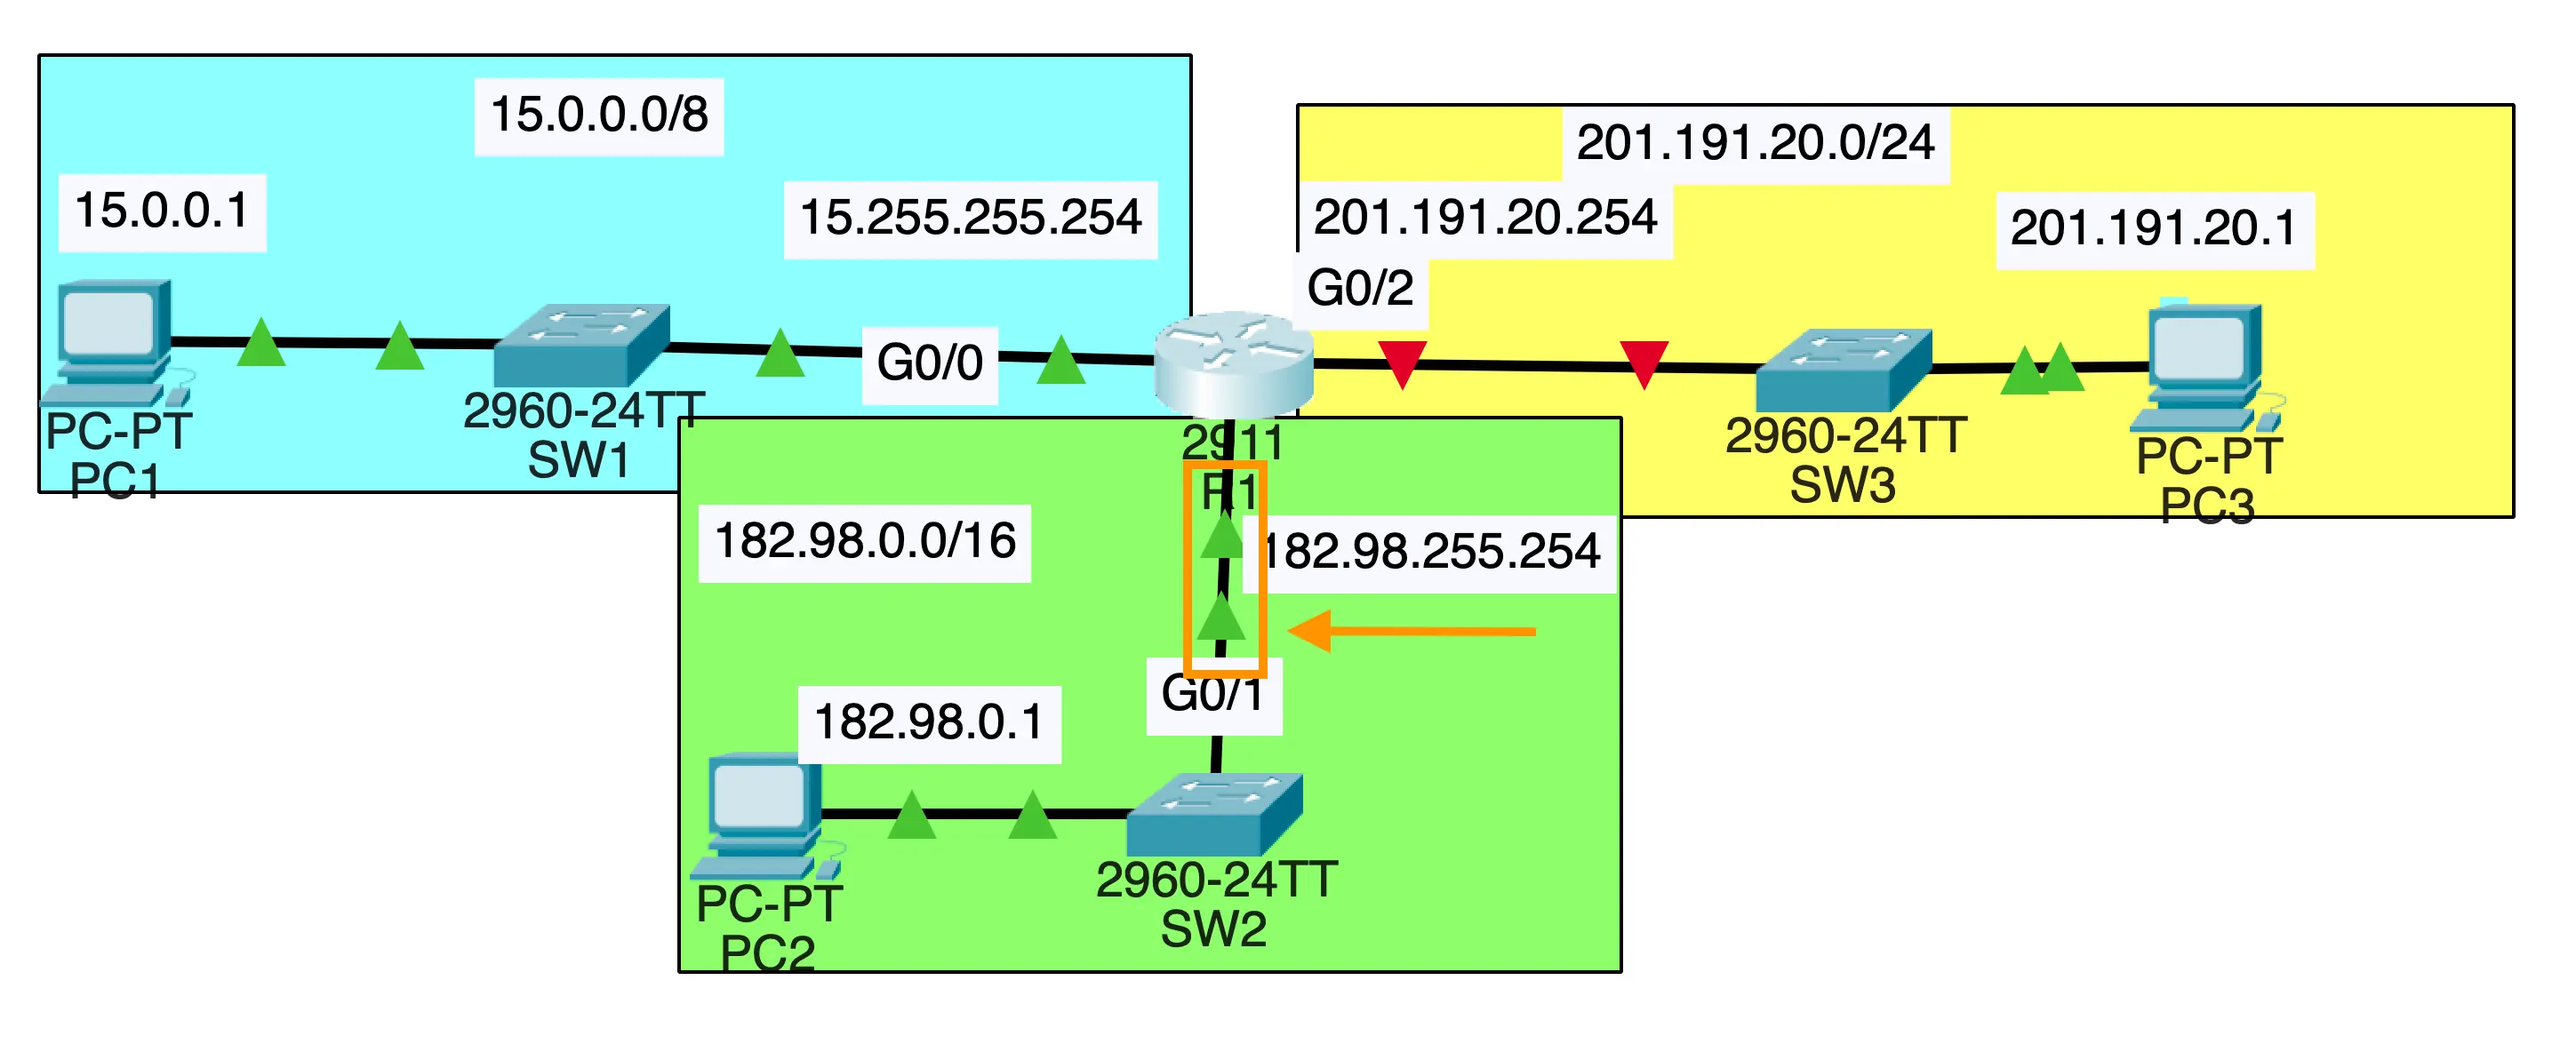 15.0.0.0/8
15.0.0.1
15.255.255.254
G0/0
PC-PT
PC1
2960-24TT
SW1
201.191.20.0/24
201.191.20.254
G0/2
201.191.20.1
2960-24TT
SW3
PC-PT
PC3
2911
R1
182.98.0.0/16
182.98.255.254
G0/1
182.98.0.1
PC-PT
PC2
2960-24TT
SW2